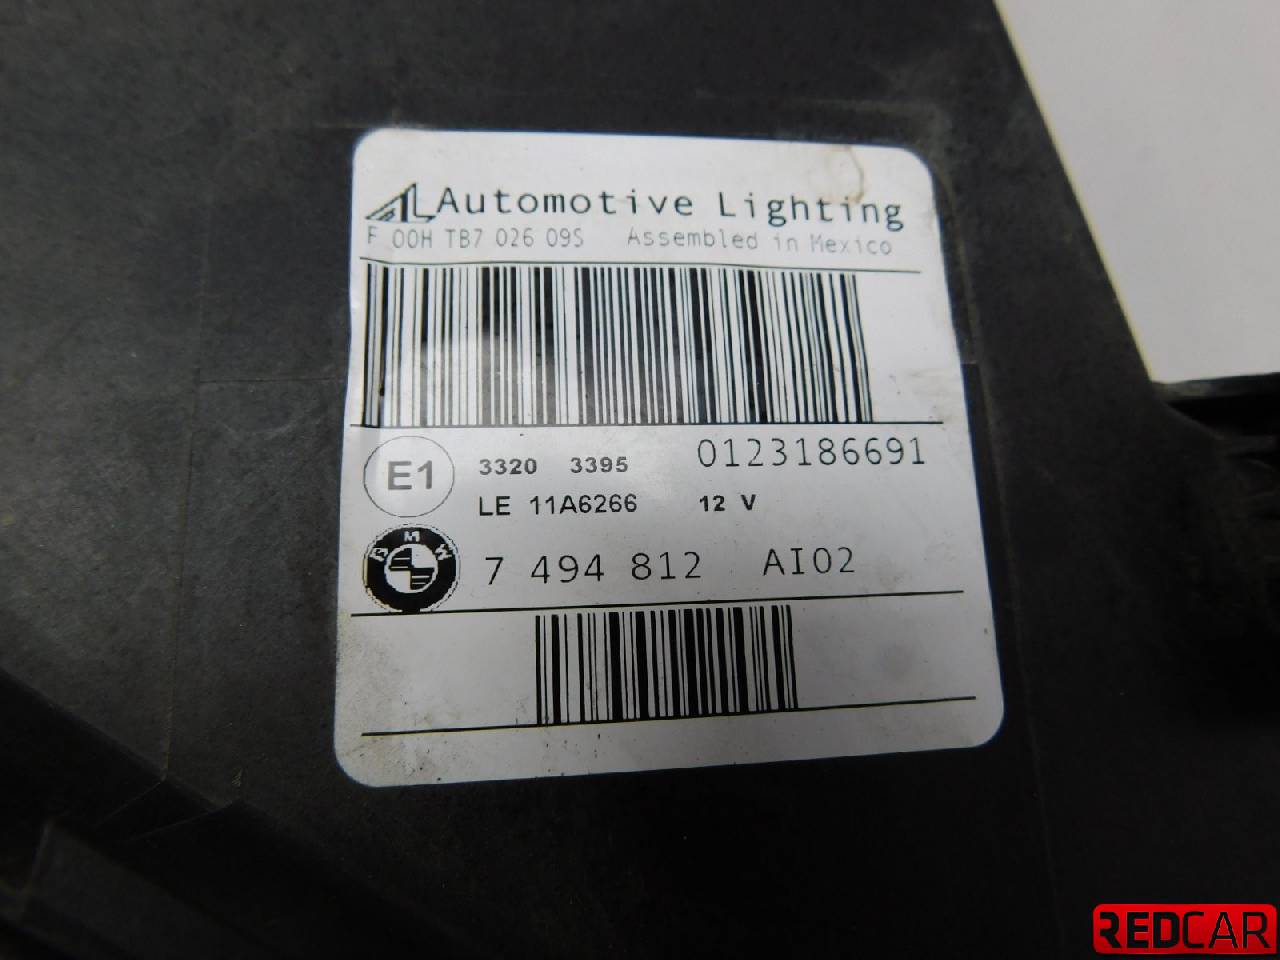 AL Automotive Lighting
F 00H TB7 026 09S Assembled in Mexico
E1 3320 3395 0123186691
LE 11A6266 12 V
BMW 7 494 812 AI02
REDCAR